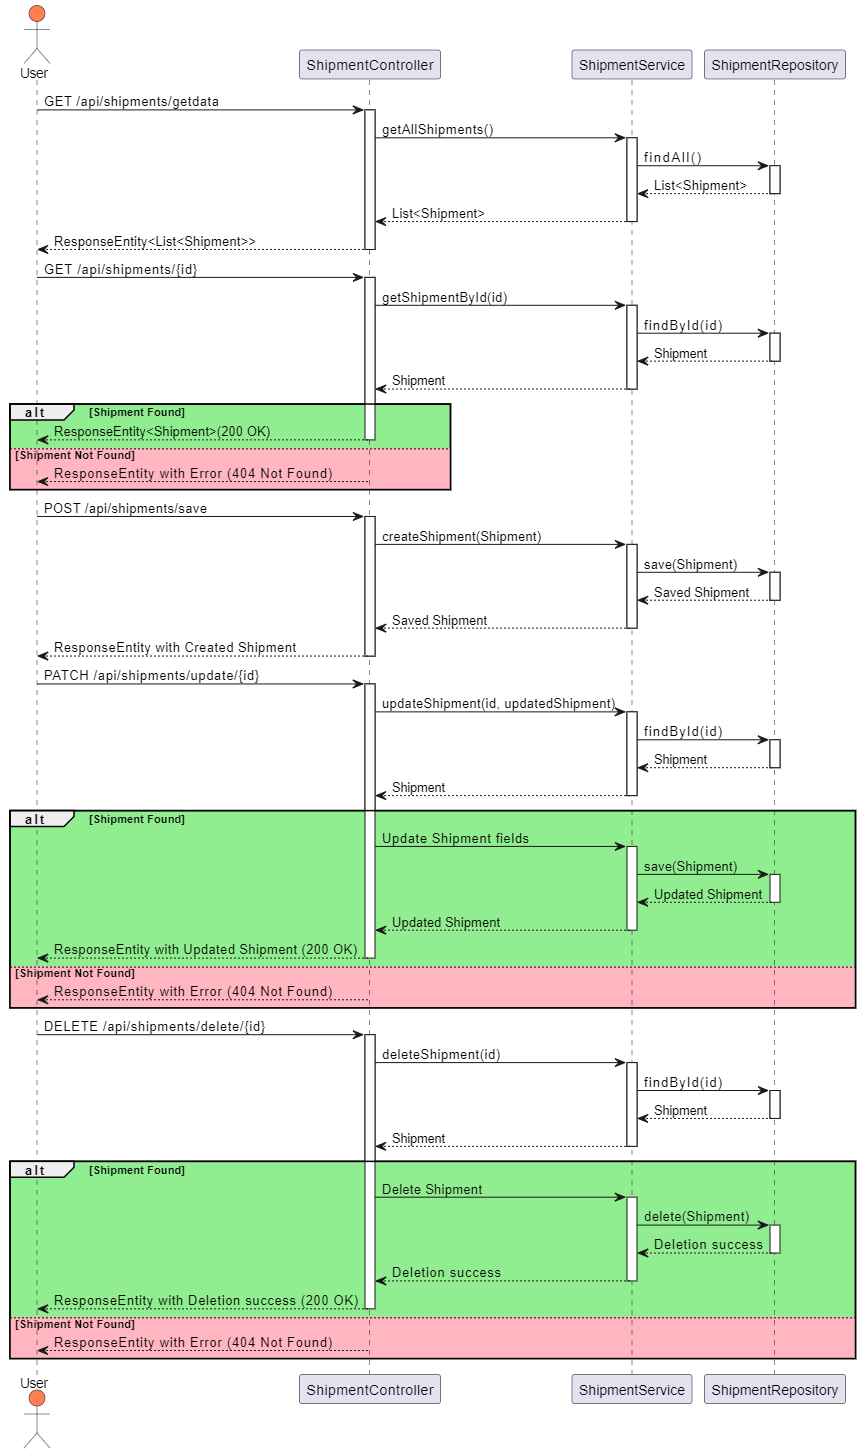 User
ShipmentController
ShipmentService
ShipmentRepository
GET /api/shipments/getdata
getAllShipments()
findAll()
List<Shipment>
List<Shipment>
ResponseEntity<List<Shipment>>
GET /api/shipments/{id}
getShipmentById(id)
findById(id)
Shipment
Shipment
alt
[Shipment Found]
ResponseEntity<Shipment>(200 OK)
[Shipment Not Found]
ResponseEntity with Error (404 Not Found)
POST /api/shipments/save
createShipment(Shipment)
save(Shipment)
Saved Shipment
Saved Shipment
ResponseEntity with Created Shipment
PATCH /api/shipments/update/{id}
updateShipment(id, updatedShipment)
findById(id)
Shipment
Shipment
alt
[Shipment Found]
Update Shipment fields
save(Shipment)
Updated Shipment
Updated Shipment
ResponseEntity with Updated Shipment (200 OK)
[Shipment Not Found]
ResponseEntity with Error (404 Not Found)
DELETE /api/shipments/delete/{id}
deleteShipment(id)
findById(id)
Shipment
Shipment
alt
[Shipment Found]
Delete Shipment
delete(Shipment)
Deletion success
Deletion success
ResponseEntity with Deletion success (200 OK)
[Shipment Not Found]
ResponseEntity with Error (404 Not Found)
User
ShipmentController
ShipmentService
ShipmentRepository